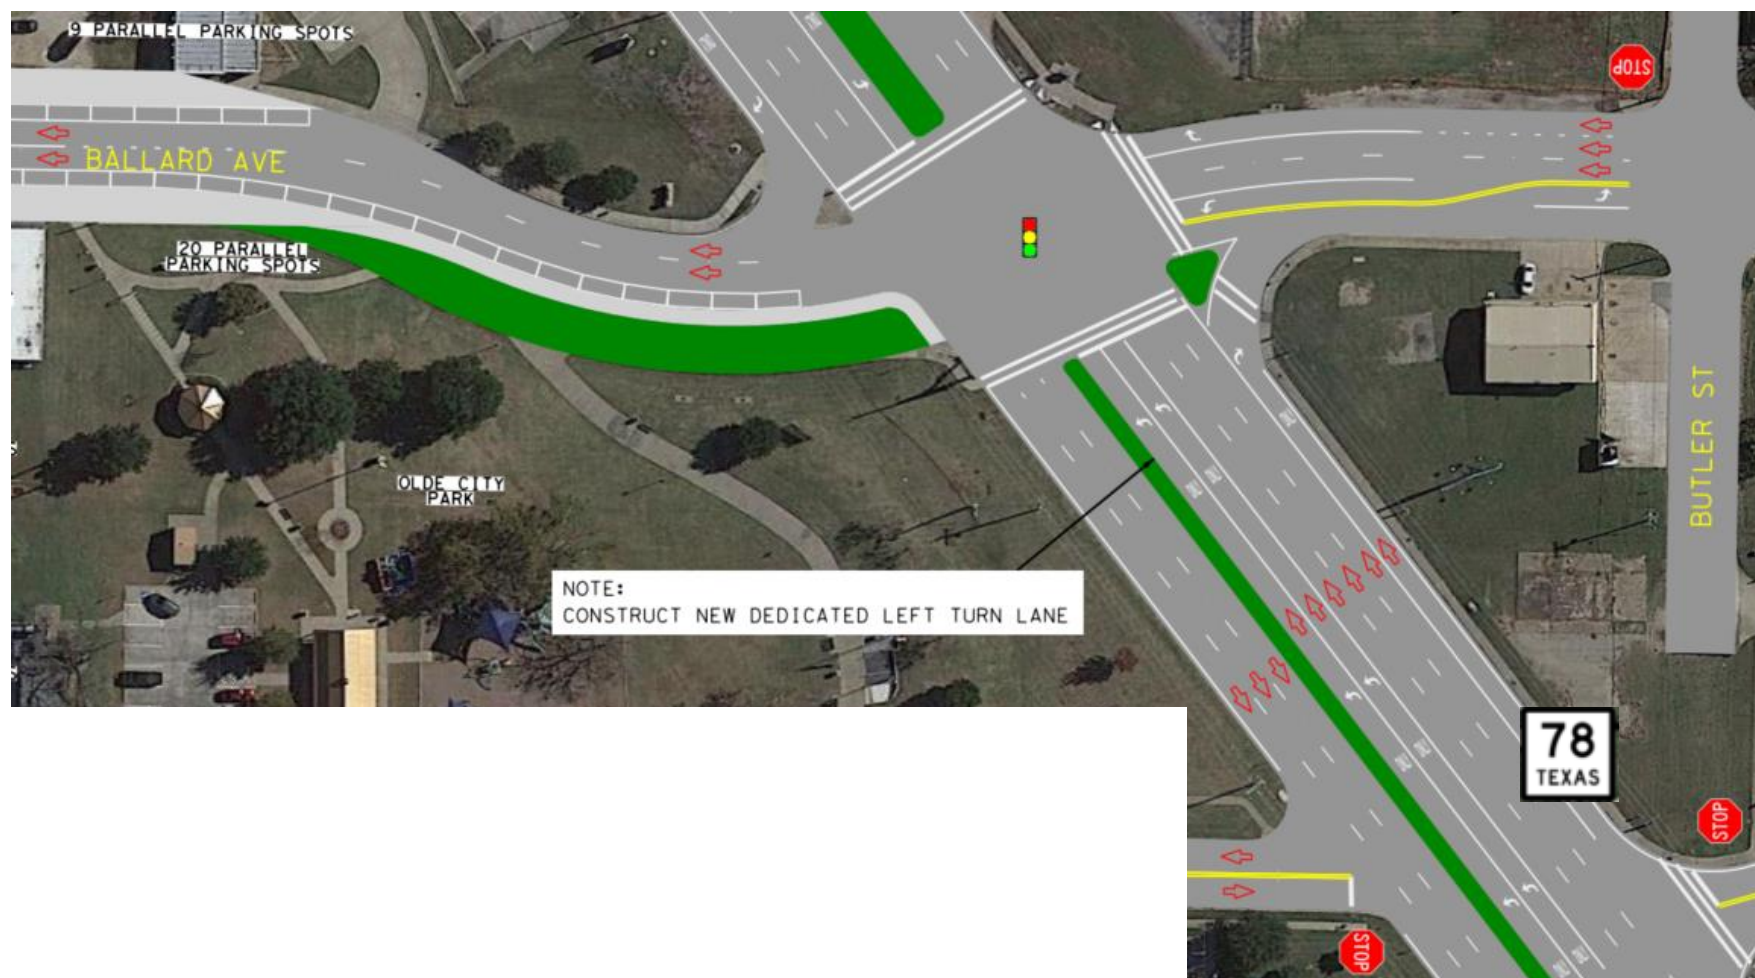 9 PARALLEL PARKING SPOTS
STOP
BALLARD AVE
20 PARALLEL
PARKING SPOTS
BUTLER ST
OLDE CITY
PARK
NOTE:
CONSTRUCT NEW DEDICATED LEFT TURN LANE
78
TEXAS
STOP
STOP